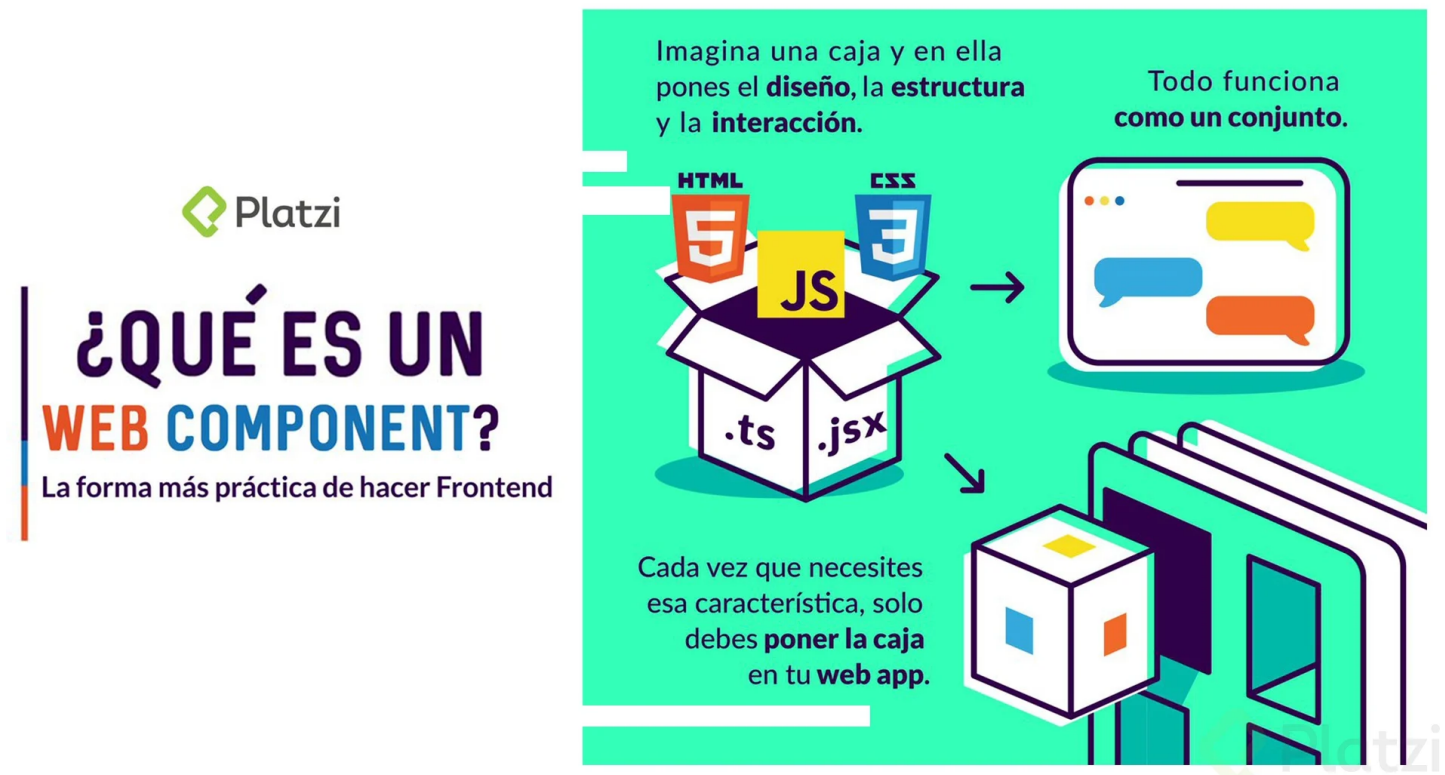 Platzi
¿QUÉ ES UN
WEB COMPONENT?
La forma más práctica de hacer Frontend
Imagina una caja y en ella
pones el diseño, la estructura
y la interacción.
HTML
5
CSS
3
JS
.ts
.jsx
Todo funciona
como un conjunto.
Cada vez que necesites
esa característica, solo
debes poner la caja
en tu web app.
Platzi